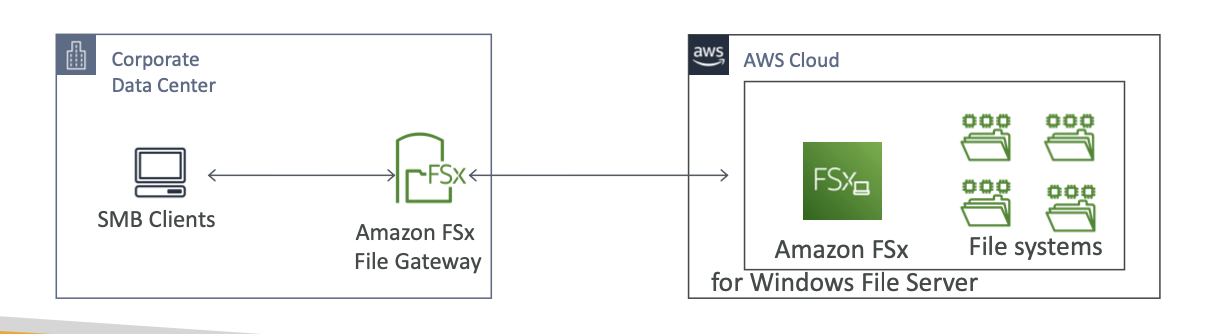 Corporate
Data Center
SMB Clients
FSx
Amazon FSx
File Gateway
aws
AWS Cloud
FSx
Amazon FSx
for Windows File Server
File systems